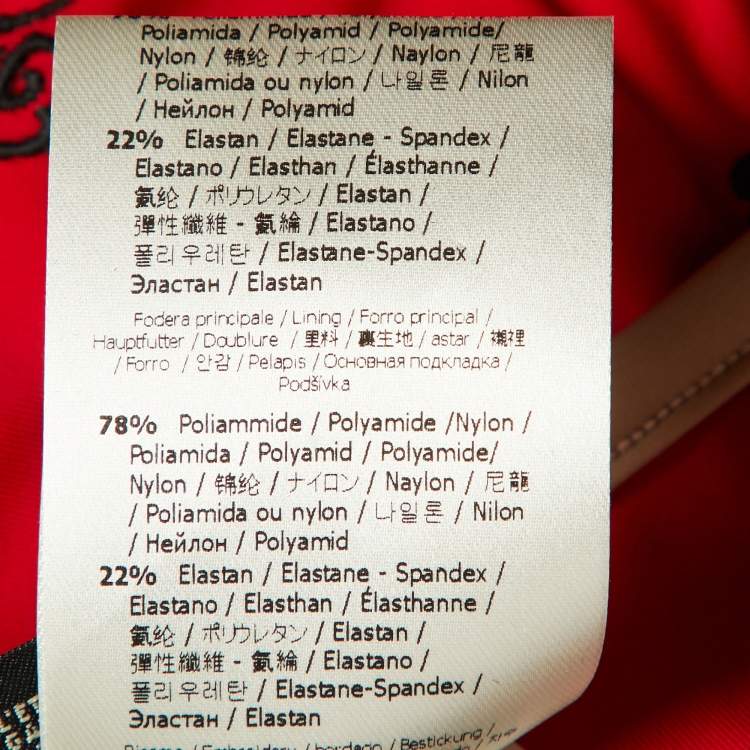 Poliamida / Polyamid / Polyamide/
Nylon / 锦纶 / ナイロン / Naylon / 尼龍
/ Poliamida ou nylon / 나일론 / Nilon
/ Нейлон / Polyamid
22% Elastan / Elastane - Spandex /
Elastano / Elasthan / Élasthanne /
氨纶 / ポリウレタン / Elastan /
彈性纖維 - 氨綸 / Elastano /
폴리우레탄 / Elastane-Spandex /
Эластан / Elastan
Fodera principale / Lining / Forro principal /
Hauptfutter / Doublure / 里料 / 裏生地 / astar / 襯裡
/ Forro / 안감 / Pelapis / Основная подкладка /
Podšívka
78% Poliammide / Polyamide /Nylon /
Poliamida / Polyamid / Polyamide/
Nylon / 锦纶 / ナイロン / Naylon / 尼龍
/ Poliamida ou nylon / 나일론 / Nilon
/ Нейлон / Polyamid
22% Elastan / Elastane - Spandex /
Elastano / Elasthan / Élasthanne /
氨纶 / ポリウレタン / Elastan /
彈性纖維 - 氨綸 / Elastano /
폴리우레탄 / Elastane-Spandex /
Эластан / Elastan
Ricamo / Embroidery / bordado / Bestickung /